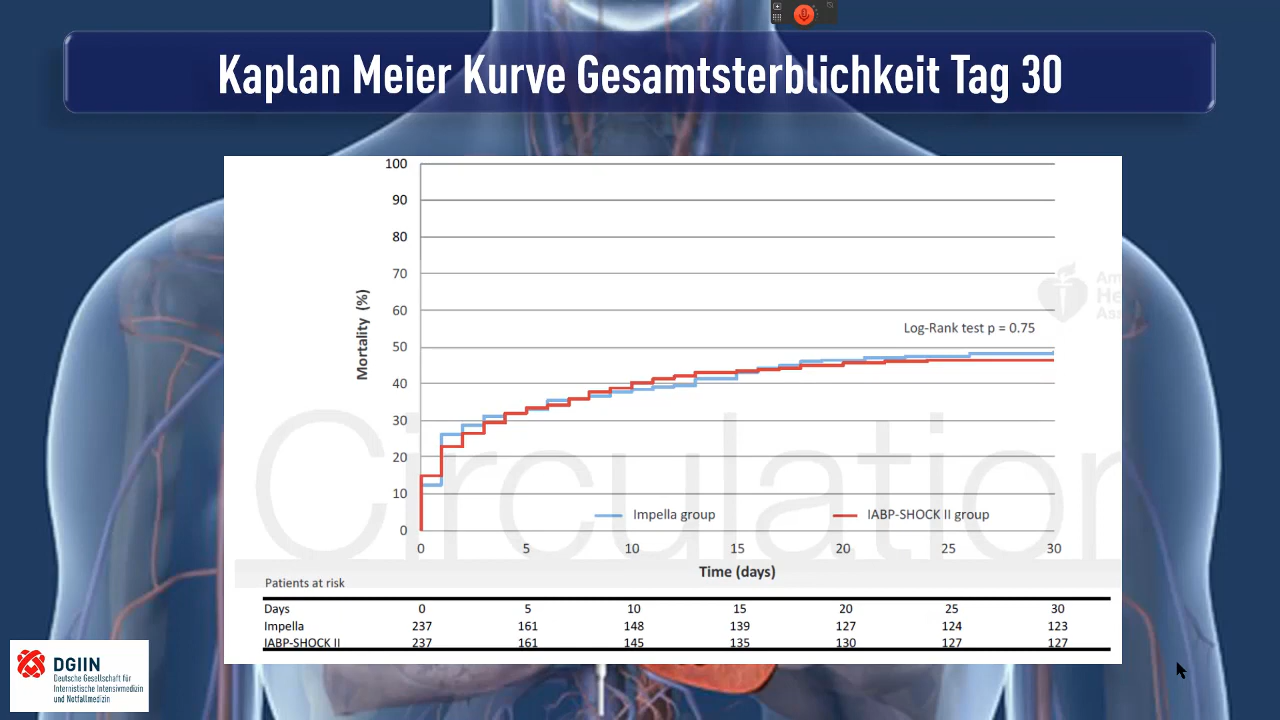 Kaplan Meier Kurve Gesamtsterblichkeit Tag 30
100
90
80
70
60
50
40
30
20
10
0
Mortality (%)
Log-Rank test p = 0.75
Am
He
Ass
Circulation
Impella group
IABP-SHOCK II group
0 5 10 15 20 25 30
Time (days)
Patients at risk
Days 0 5 10 15 20 25 30
Impella 237 161 148 139 127 124 123
IABP-SHOCK II 237 161 145 135 130 127 127
DGIIN
Deutsche Gesellschaft für
Internistische Intensivmedizin
und Notfallmedizin